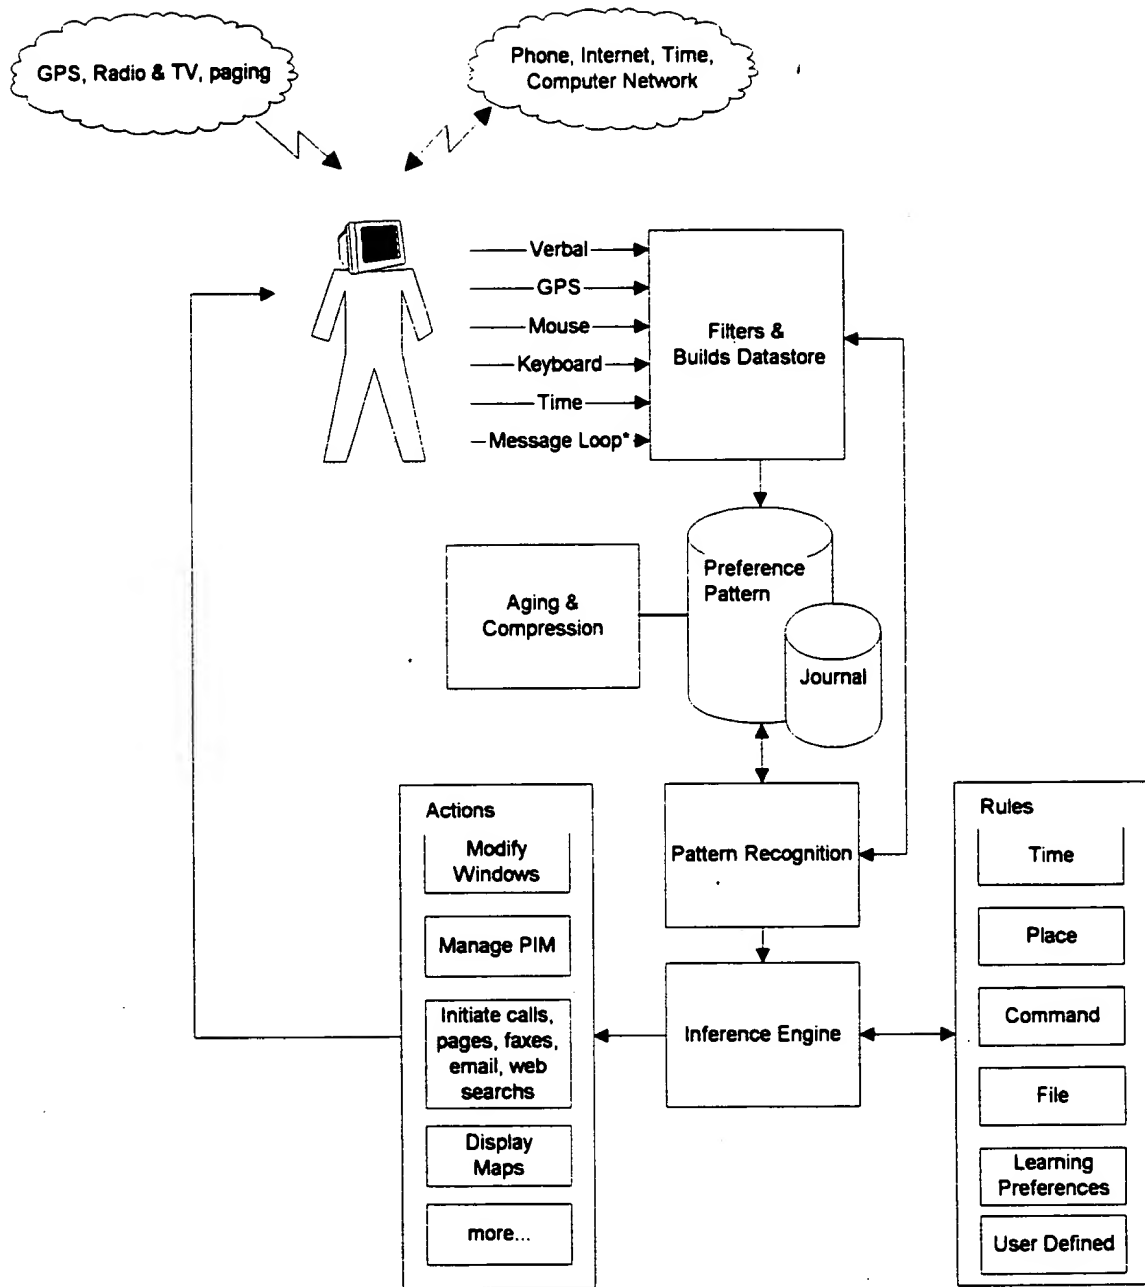 GPS, Radio & TV, paging
Phone, Internet, Time,
Computer Network
Verbal
GPS
Mouse
Keyboard
Time
Message Loop*
Filters &
Builds Datastore
Preference
Pattern
Aging &
Compression
Journal
Actions
Modify
Windows
Manage PIM
Initiate calls,
pages, faxes,
email, web
searchs
Display
Maps
more...
Pattern Recognition
Inference Engine
Rules
Time
Place
Command
File
Learning
Preferences
User Defined